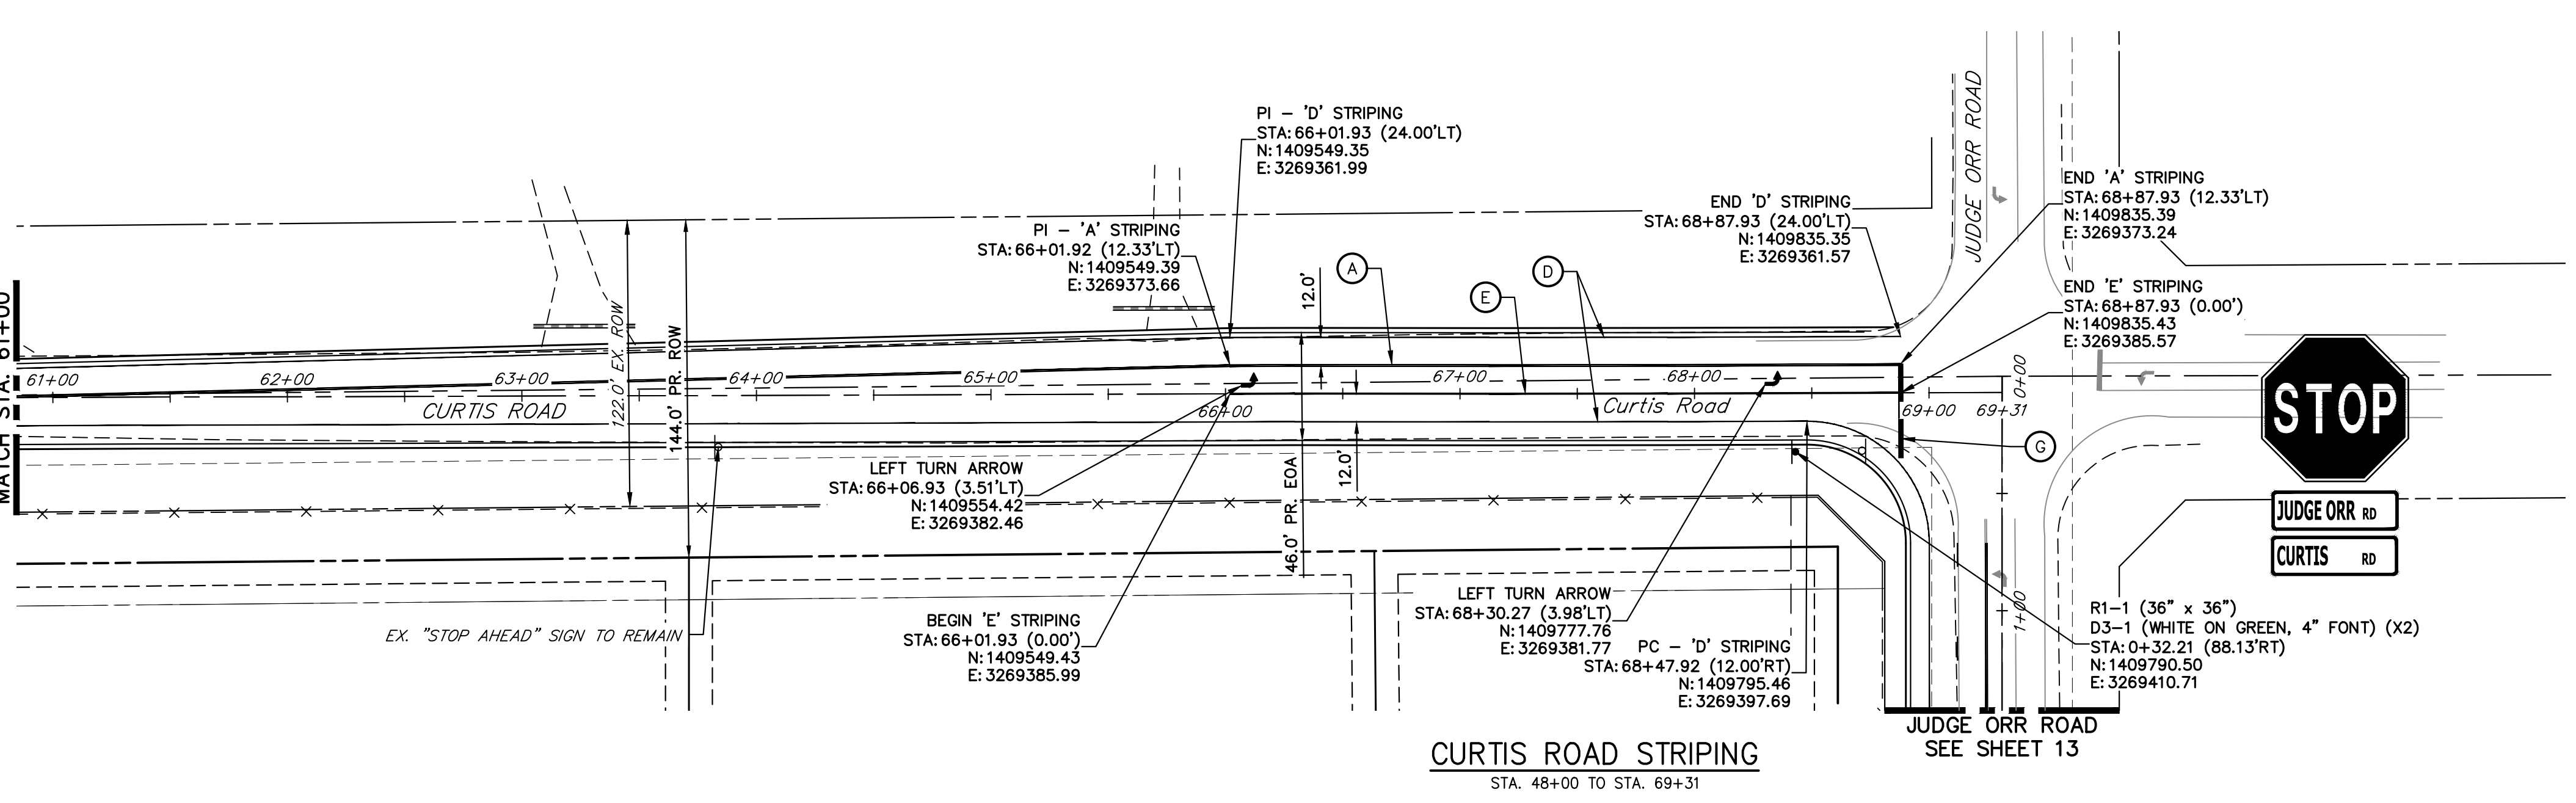 PI – 'D' STRIPING
STA: 66+01.93 (24.00'LT)
N: 1409549.35
E: 3269361.99
PI – 'A' STRIPING
STA: 66+01.92 (12.33'LT)
N: 1409549.39
E: 3269373.66
END 'D' STRIPING
STA: 68+87.93 (24.00'LT)
N: 1409835.35
E: 3269361.57
JUDGE ORR ROAD
END 'A' STRIPING
STA: 68+87.93 (12.33'LT)
N: 1409835.39
E: 3269373.24
END 'E' STRIPING
STA: 68+87.93 (0.00')
N: 1409835.43
E: 3269385.57
A
E
D
G
12.0'
12.0'
MATCH STA. 61+00
61+00
62+00
63+00
64+00
65+00
66+00
67+00
68+00
69+00
69+31
0+00
1+00
CURTIS ROAD
Curtis Road
122.0' EX. ROW
144.0' PR. ROW
46.0' PR. EOA
LEFT TURN ARROW
STA: 66+06.93 (3.51'LT)
N: 1409554.42
E: 3269382.46
EX. "STOP AHEAD" SIGN TO REMAIN
BEGIN 'E' STRIPING
STA: 66+01.93 (0.00')
N: 1409549.43
E: 3269385.99
LEFT TURN ARROW
STA: 68+30.27 (3.98'LT)
N: 1409777.76
E: 3269381.77
PC – 'D' STRIPING
STA: 68+47.92 (12.00'RT)
N: 1409795.46
E: 3269397.69
STOP
JUDGE ORR RD
CURTIS RD
R1–1 (36" x 36")
D3–1 (WHITE ON GREEN, 4" FONT) (X2)
STA: 0+32.21 (88.13'RT)
N: 1409790.50
E: 3269410.71
JUDGE ORR ROAD
SEE SHEET 13
CURTIS ROAD STRIPING
STA. 48+00 TO STA. 69+31